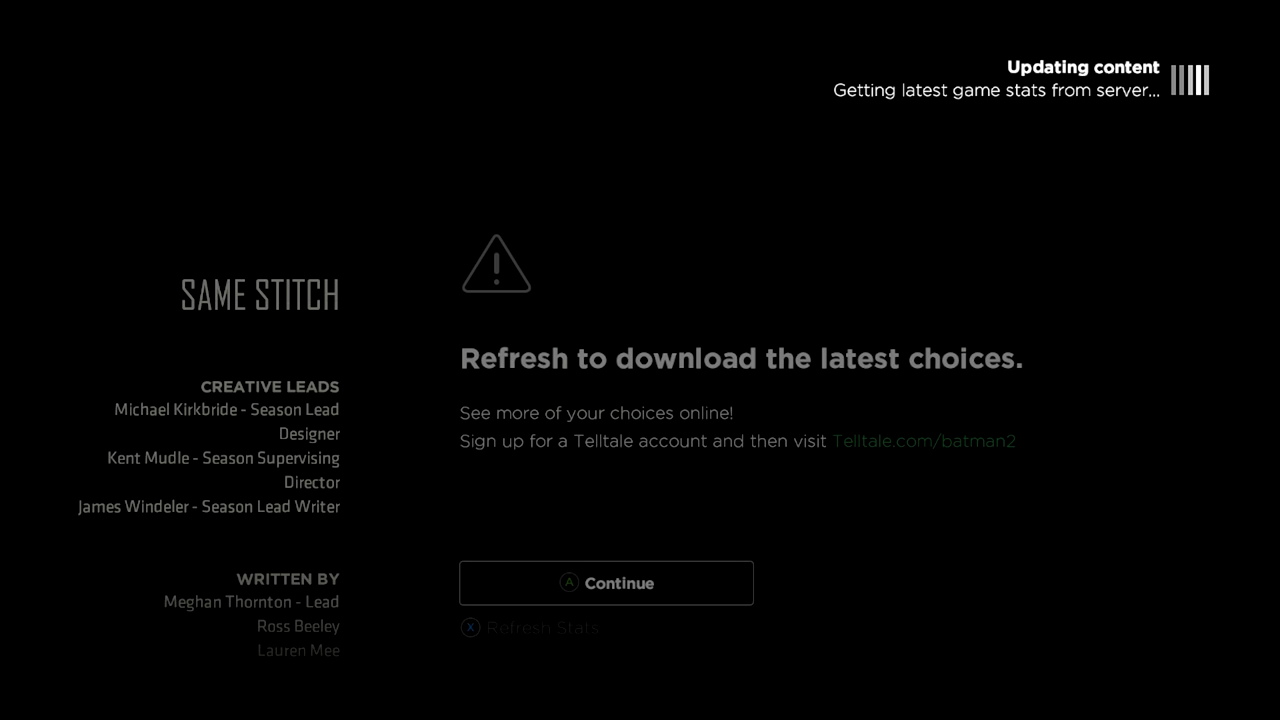 Updating content
Getting latest game stats from server...
SAME STITCH
CREATIVE LEADS
Michael Kirkbride - Season Lead
Designer
Kent Mudle - Season Supervising
Director
James Windeler - Season Lead Writer
WRITTEN BY
Meghan Thornton - Lead
Ross Beeley
Lauren Mee
Refresh to download the latest choices.
See more of your choices online!
Sign up for a Telltale account and then visit Telltale.com/batman2
A Continue
X Refresh Stats